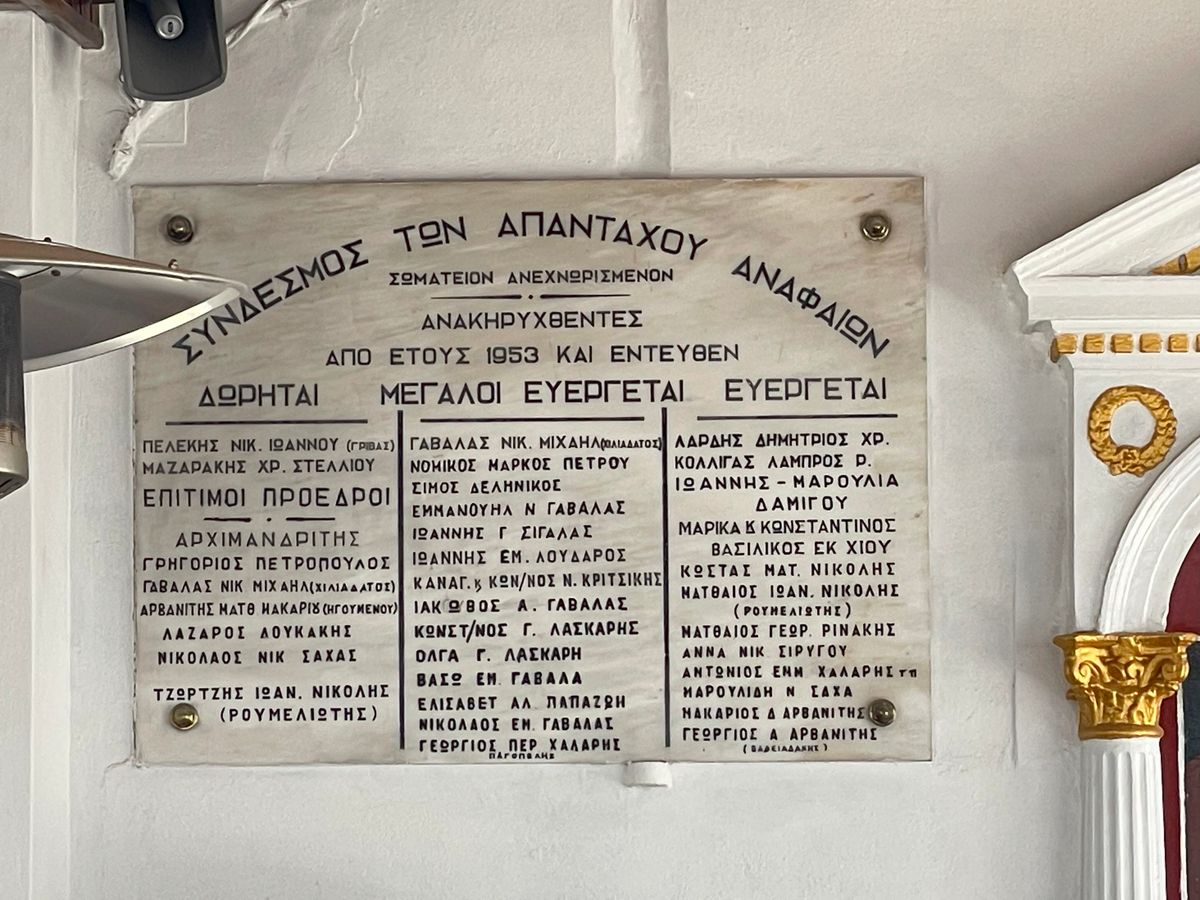 ΣΥΝΔΕΣΜΟΣ ΤΩΝ ΑΠΑΝΤΑΧΟΥ ΑΝΑΦΑΙΩΝ
ΣΩΜΑΤΕΙΟΝ ΑΝΕΧΝΩΡΙΣΜΕΝΟΝ
ΑΝΑΚΗΡΥΧΘΕΝΤΕΣ
ΑΠΟ ΕΤΟΥΣ 1953 ΚΑΙ ΕΝΤΕΥΘΕΝ
ΔΩΡΗΤΑΙ
ΠΕΛΕΚΗΣ ΝΙΚ. ΙΩΑΝΝΟΥ (ΓΡΙΒΑΣ)
ΜΑΖΑΡΑΚΗΣ ΧΡ. ΣΤΕΛΛΙΟΥ
ΕΠΙΤΙΜΟΙ ΠΡΟΕΔΡΟΙ
ΑΡΧΙΜΑΝΔΡΙΤΗΣ
ΓΡΗΓΟΡΙΟΣ ΠΕΤΡΟΠΟΥΛΟΣ
ΓΑΒΑΛΑΣ ΝΙΚ ΜΙΧΑΗΛ (ΧΙΛΙΑΔΑΤΟΣ)
ΑΡΒΑΝΙΤΗΣ ΜΑΤΘ ΜΑΚΑΡΙΟΥ (ΗΓΟΥΜΕΝΟΥ)
ΛΑΖΑΡΟΣ ΛΟΥΚΑΚΗΣ
ΝΙΚΟΛΑΟΣ ΝΙΚ ΣΑΧΑΣ
ΤΖΩΡΤΖΗΣ ΙΩΑΝ. ΝΙΚΟΛΗΣ
(ΡΟΥΜΕΛΙΩΤΗΣ)
ΜΕΓΑΛΟΙ ΕΥΕΡΓΕΤΑΙ
ΓΑΒΑΛΑΣ ΝΙΚ. ΜΙΧΑΗΛ (ΧΙΛΙΑΔΑΤΟΣ)
ΝΟΜΙΚΟΣ ΜΑΡΚΟΣ ΠΕΤΡΟΥ
ΣΙΜΟΣ ΔΕΛΗΝΙΚΟΣ
ΕΜΜΑΝΟΥΗΛ Ν ΓΑΒΑΛΑΣ
ΙΩΑΝΝΗΣ Γ ΣΙΓΑΛΑΣ
ΙΩΑΝΝΗΣ ΕΜ. ΛΟΥΔΑΡΟΣ
ΚΑΝΑΓ. & ΚΩΝ/ΝΟΣ Ν. ΚΡΙΤΣΙΚΗΣ
ΙΑΚΩΒΟΣ Α. ΓΑΒΑΛΑΣ
ΚΩΝΣΤ/ΝΟΣ Γ. ΛΑΣΚΑΡΗΣ
ΟΛΓΑ Γ. ΛΑΣΚΑΡΗ
ΒΑΣΩ ΕΜ. ΓΑΒΑΛΑ
ΕΛΙΣΑΒΕΤ ΑΛ. ΠΑΠΑΖΩΗ
ΝΙΚΟΛΑΟΣ ΕΜ. ΓΑΒΑΛΑΣ
ΓΕΩΡΓΙΟΣ ΠΕΡ ΧΑΛΑΡΗΣ
ΕΥΕΡΓΕΤΑΙ
ΛΑΡΔΗΣ ΔΗΜΗΤΡΙΟΣ ΧΡ.
ΚΟΛΛΙΓΑΣ ΛΑΜΠΡΟΣ Ρ.
ΙΩΑΝΝΗΣ - ΜΑΡΟΥΛΙΑ
ΔΑΜΙΓΟΥ
ΜΑΡΙΚΑ & ΚΩΝΣΤΑΝΤΙΝΟΣ
ΒΑΣΙΛΙΚΟΣ ΕΚ ΧΙΟΥ
ΚΩΣΤΑΣ ΜΑΤ. ΝΙΚΟΛΗΣ
ΜΑΤΘΑΙΟΣ ΙΩΑΝ. ΝΙΚΟΛΗΣ
(ΡΟΥΜΕΛΙΩΤΗΣ)
ΜΑΤΘΑΙΟΣ ΓΕΩΡ. ΡΙΝΑΚΗΣ
ΑΝΝΑ ΝΙΚ ΣΙΡΥΓΟΥ
ΑΝΤΩΝΙΟΣ ΕΜΜ ΧΑΛΑΡΗΣ
ΜΑΡΟΥΛΙΔΗ Ν ΣΑΧΑ
ΜΑΚΑΡΙΟΣ Δ ΑΡΒΑΝΙΤΗΣ
ΓΕΩΡΓΙΟΣ Α ΑΡΒΑΝΙΤΗΣ